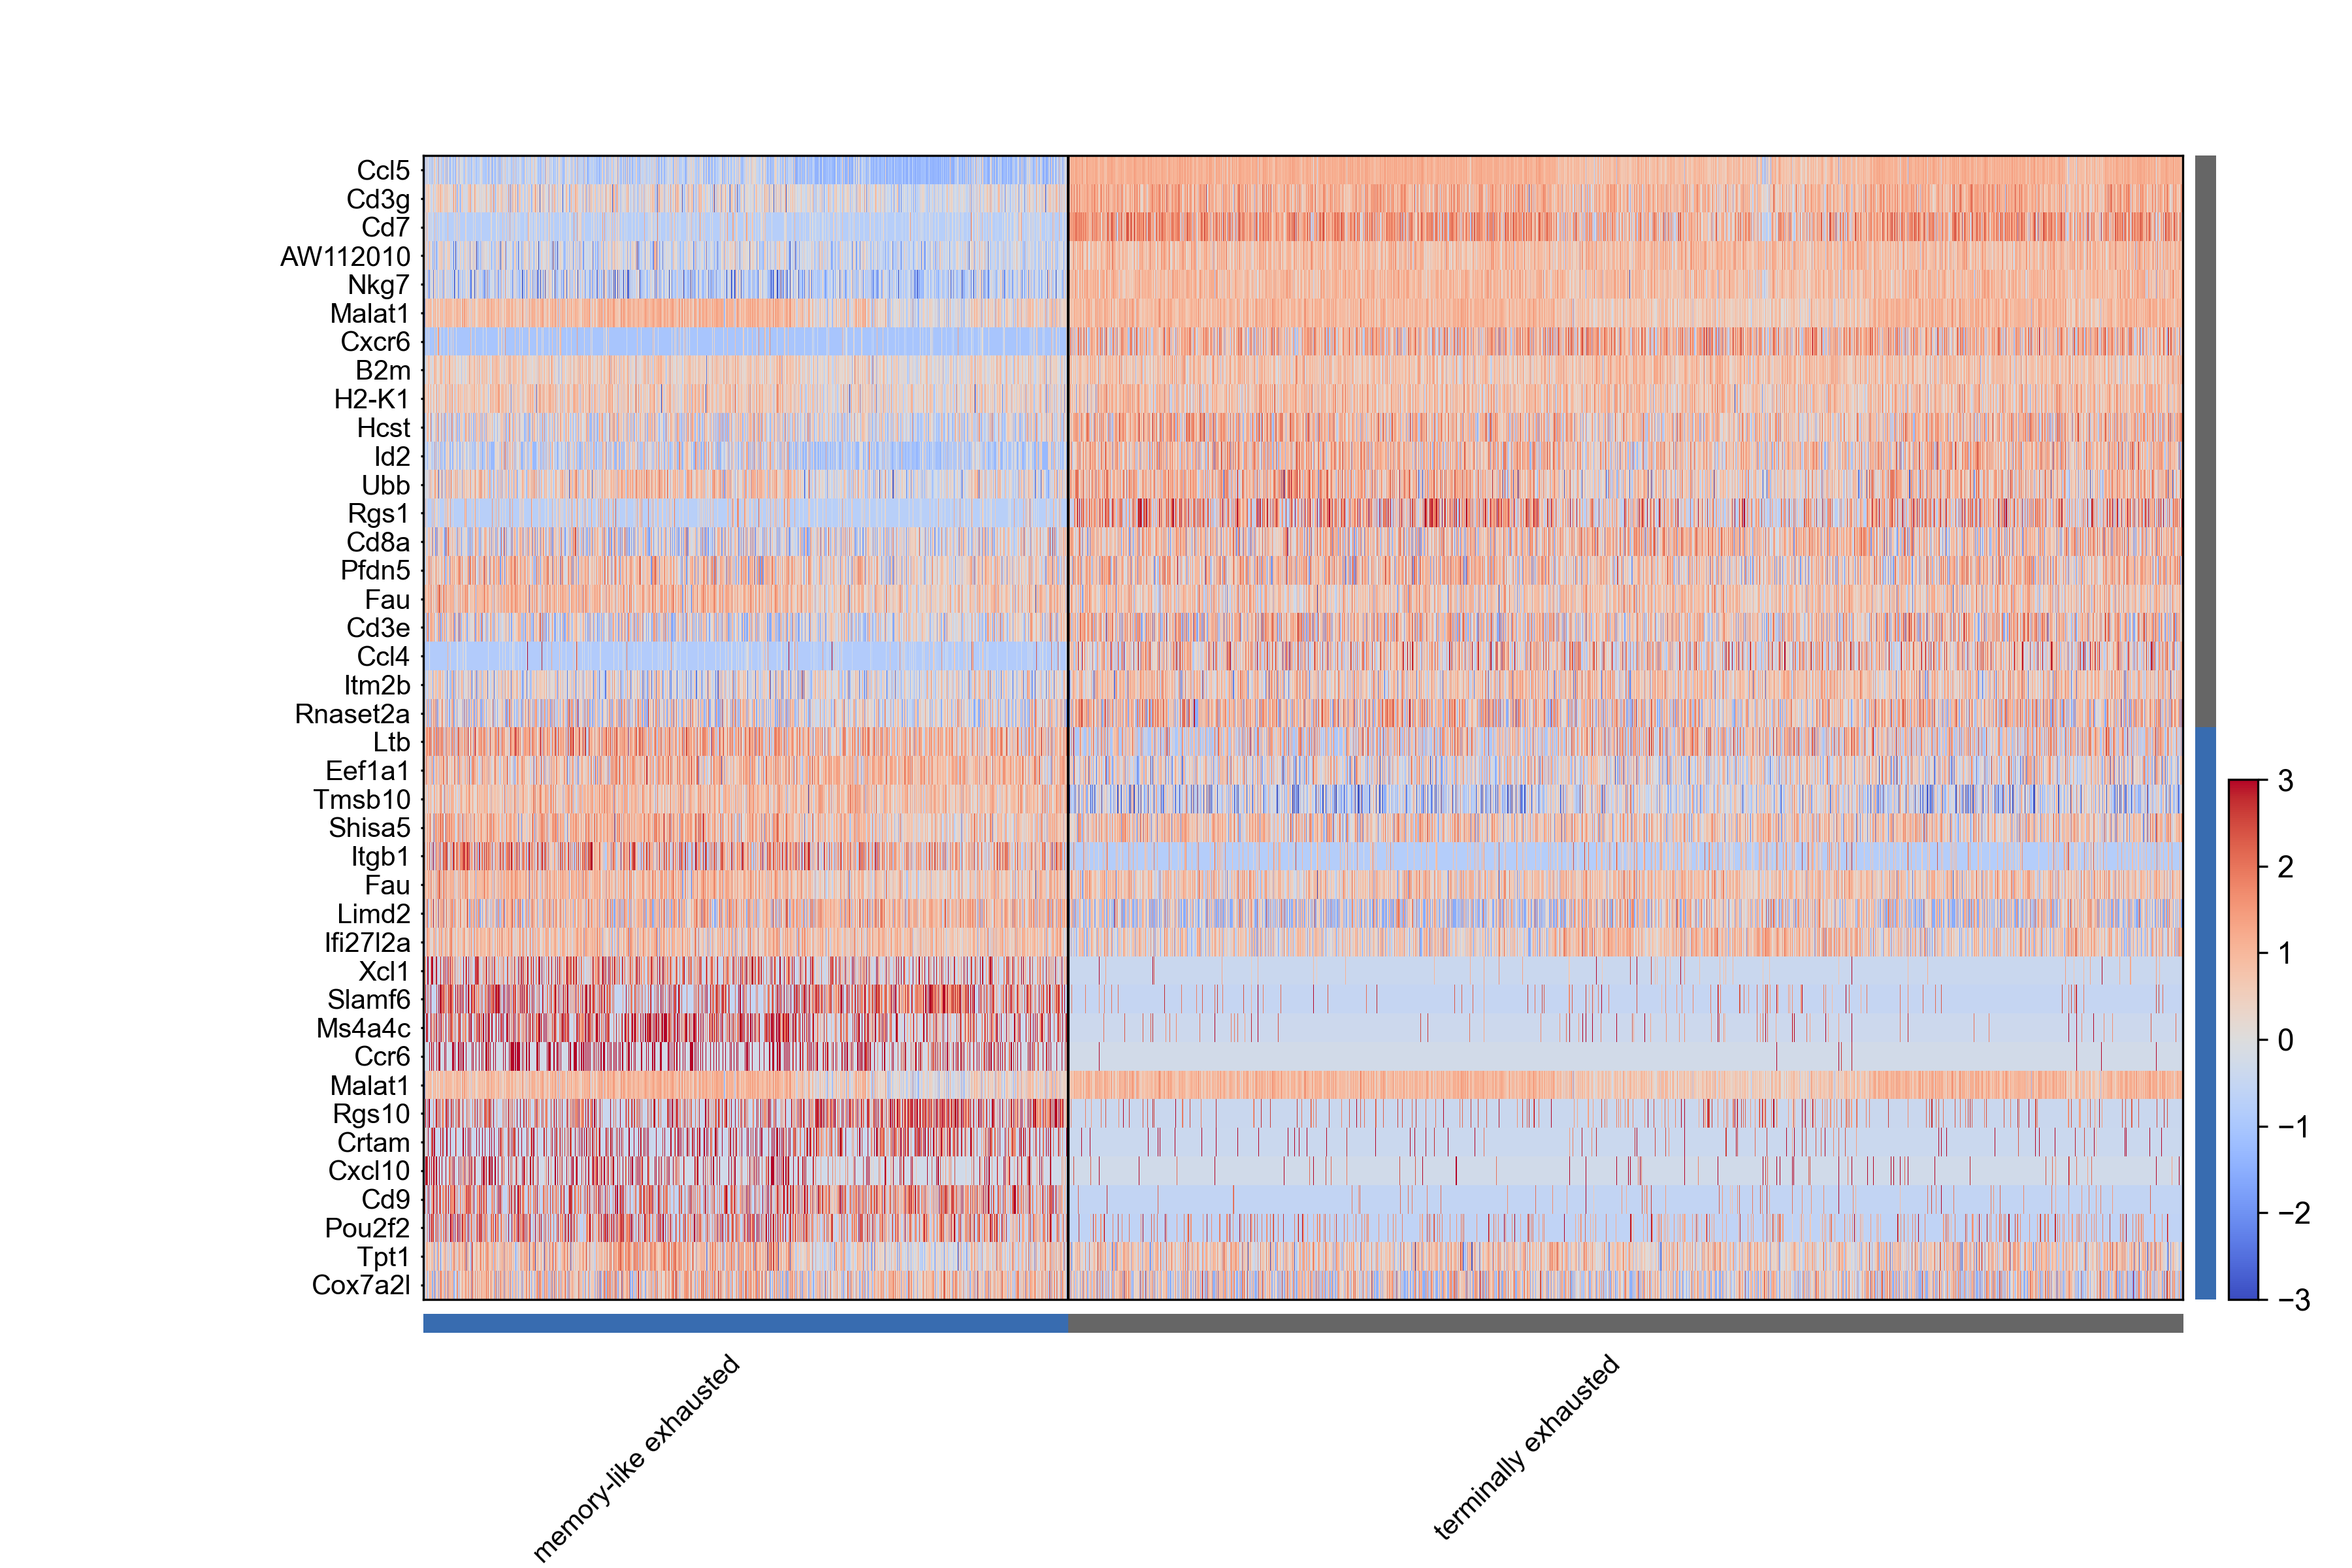 Ccl5
Cd3g
Cd7
AW112010
Nkg7
Malat1
Cxcr6
B2m
H2-K1
Hcst
Id2
Ubb
Rgs1
Cd8a
Pfdn5
Fau
Cd3e
Ccl4
Itm2b
Rnaset2a
Ltb
Eef1a1
Tmsb10
Shisa5
Itgb1
Fau
Limd2
Ifi27l2a
Xcl1
Slamf6
Ms4a4c
Ccr6
Malat1
Rgs10
Crtam
Cxcl10
Cd9
Pou2f2
Tpt1
Cox7a2l
memory-like exhausted
terminally exhausted
3
2
1
0
−1
−2
−3